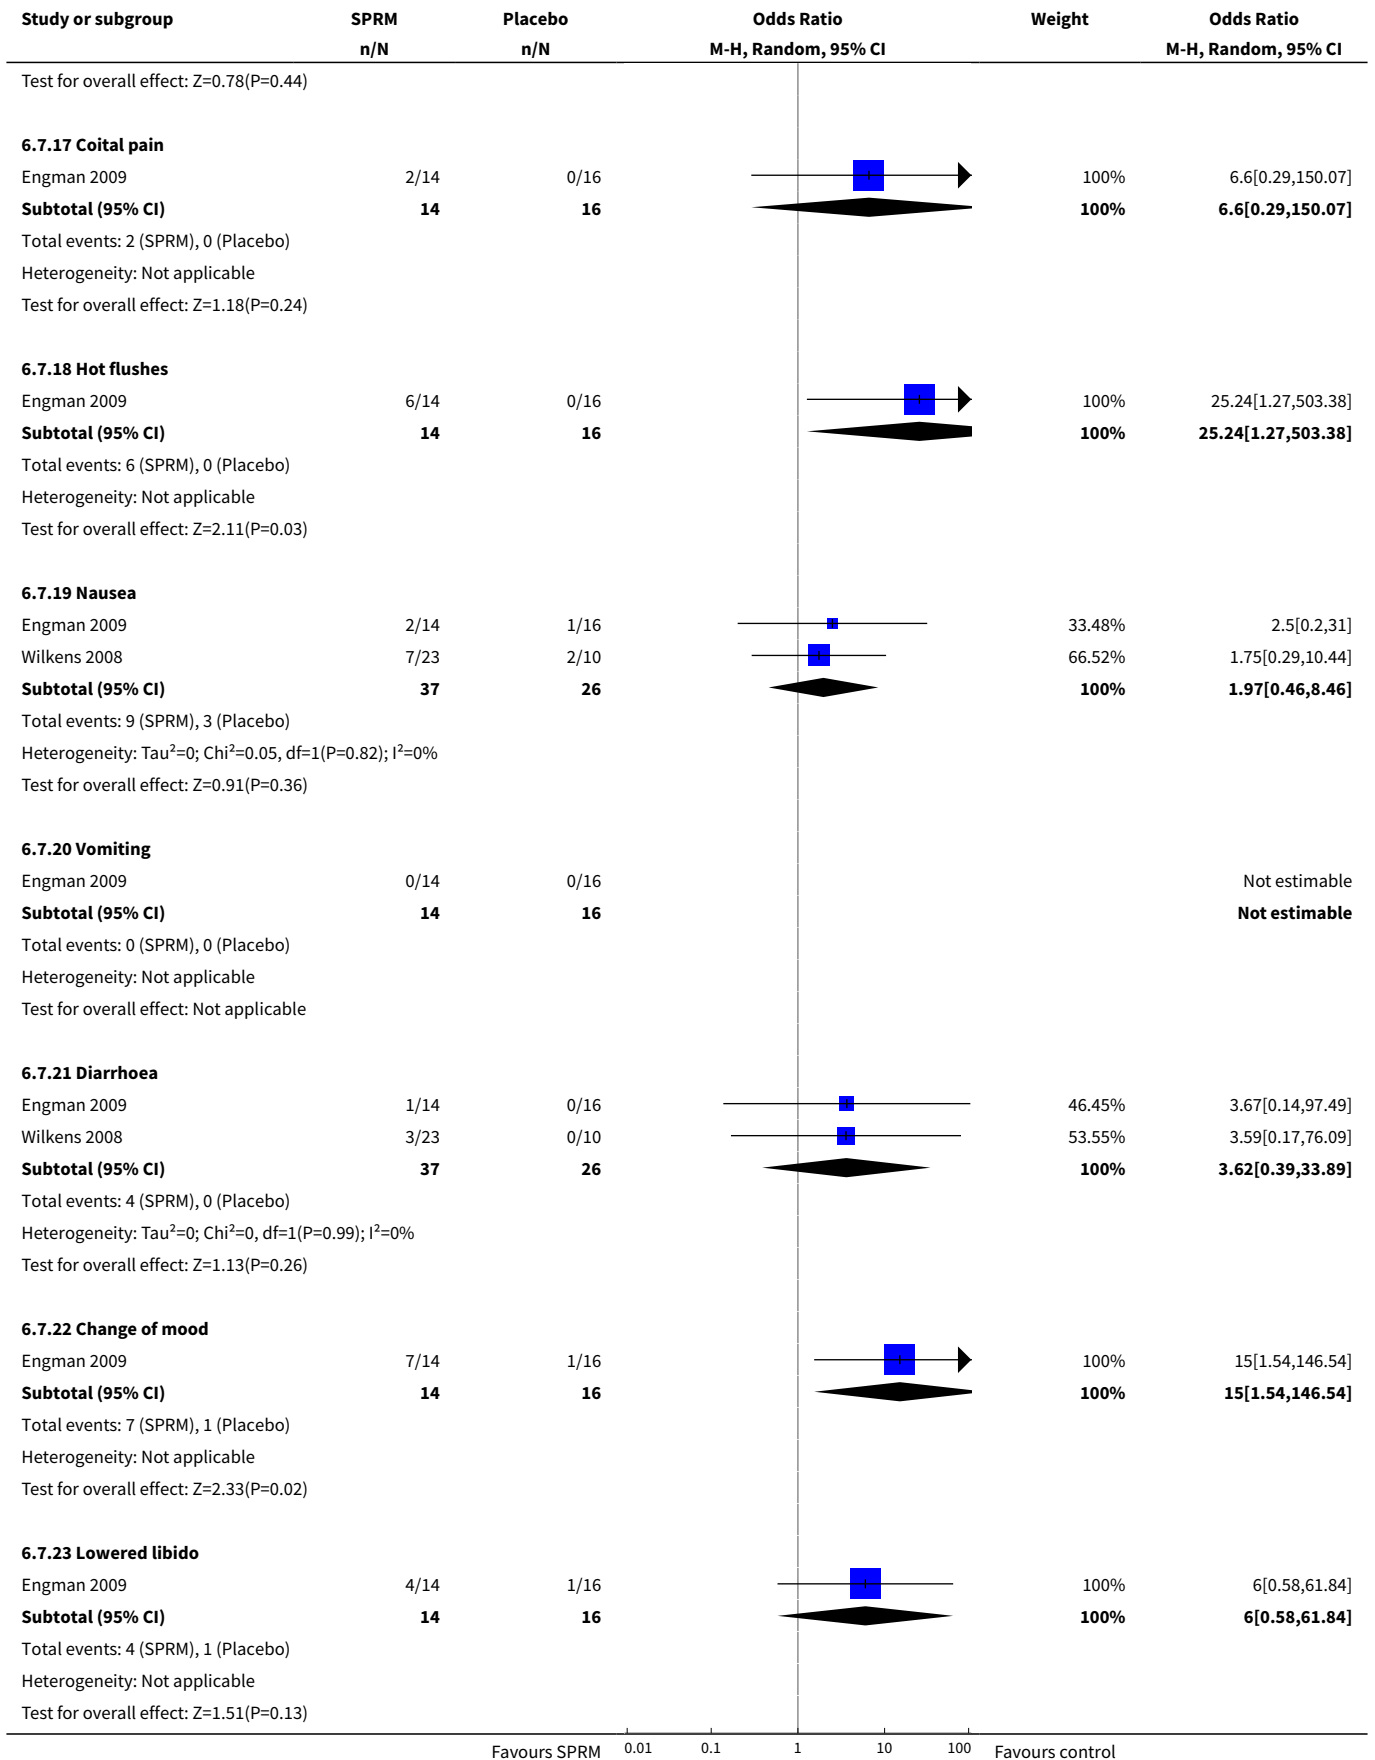 Study or subgroup SPRM Placebo Odds Ratio Weight Odds Ratio
n/N n/N M-H, Random, 95% CI M-H, Random, 95% CI
Test for overall effect: Z=0.78(P=0.44)
6.7.17 Coital pain
Engman 2009 2/14 0/16 100% 6.6[0.29,150.07]
Subtotal (95% CI) 14 16 100% 6.6[0.29,150.07]
Total events: 2 (SPRM), 0 (Placebo)
Heterogeneity: Not applicable
Test for overall effect: Z=1.18(P=0.24)
6.7.18 Hot flushes
Engman 2009 6/14 0/16 100% 25.24[1.27,503.38]
Subtotal (95% CI) 14 16 100% 25.24[1.27,503.38]
Total events: 6 (SPRM), 0 (Placebo)
Heterogeneity: Not applicable
Test for overall effect: Z=2.11(P=0.03)
6.7.19 Nausea
Engman 2009 2/14 1/16 33.48% 2.5[0.2,31]
Wilkens 2008 7/23 2/10 66.52% 1.75[0.29,10.44]
Subtotal (95% CI) 37 26 100% 1.97[0.46,8.46]
Total events: 9 (SPRM), 3 (Placebo)
Heterogeneity: Tau²=0; Chi²=0.05, df=1(P=0.82); I²=0%
Test for overall effect: Z=0.91(P=0.36)
6.7.20 Vomiting
Engman 2009 0/14 0/16 Not estimable
Subtotal (95% CI) 14 16 Not estimable
Total events: 0 (SPRM), 0 (Placebo)
Heterogeneity: Not applicable
Test for overall effect: Not applicable
6.7.21 Diarrhoea
Engman 2009 1/14 0/16 46.45% 3.67[0.14,97.49]
Wilkens 2008 3/23 0/10 53.55% 3.59[0.17,76.09]
Subtotal (95% CI) 37 26 100% 3.62[0.39,33.89]
Total events: 4 (SPRM), 0 (Placebo)
Heterogeneity: Tau²=0; Chi²=0, df=1(P=0.99); I²=0%
Test for overall effect: Z=1.13(P=0.26)
6.7.22 Change of mood
Engman 2009 7/14 1/16 100% 15[1.54,146.54]
Subtotal (95% CI) 14 16 100% 15[1.54,146.54]
Total events: 7 (SPRM), 1 (Placebo)
Heterogeneity: Not applicable
Test for overall effect: Z=2.33(P=0.02)
6.7.23 Lowered libido
Engman 2009 4/14 1/16 100% 6[0.58,61.84]
Subtotal (95% CI) 14 16 100% 6[0.58,61.84]
Total events: 4 (SPRM), 1 (Placebo)
Heterogeneity: Not applicable
Test for overall effect: Z=1.51(P=0.13)
Favours SPRM 0.01 0.1 1 10 100 Favours control